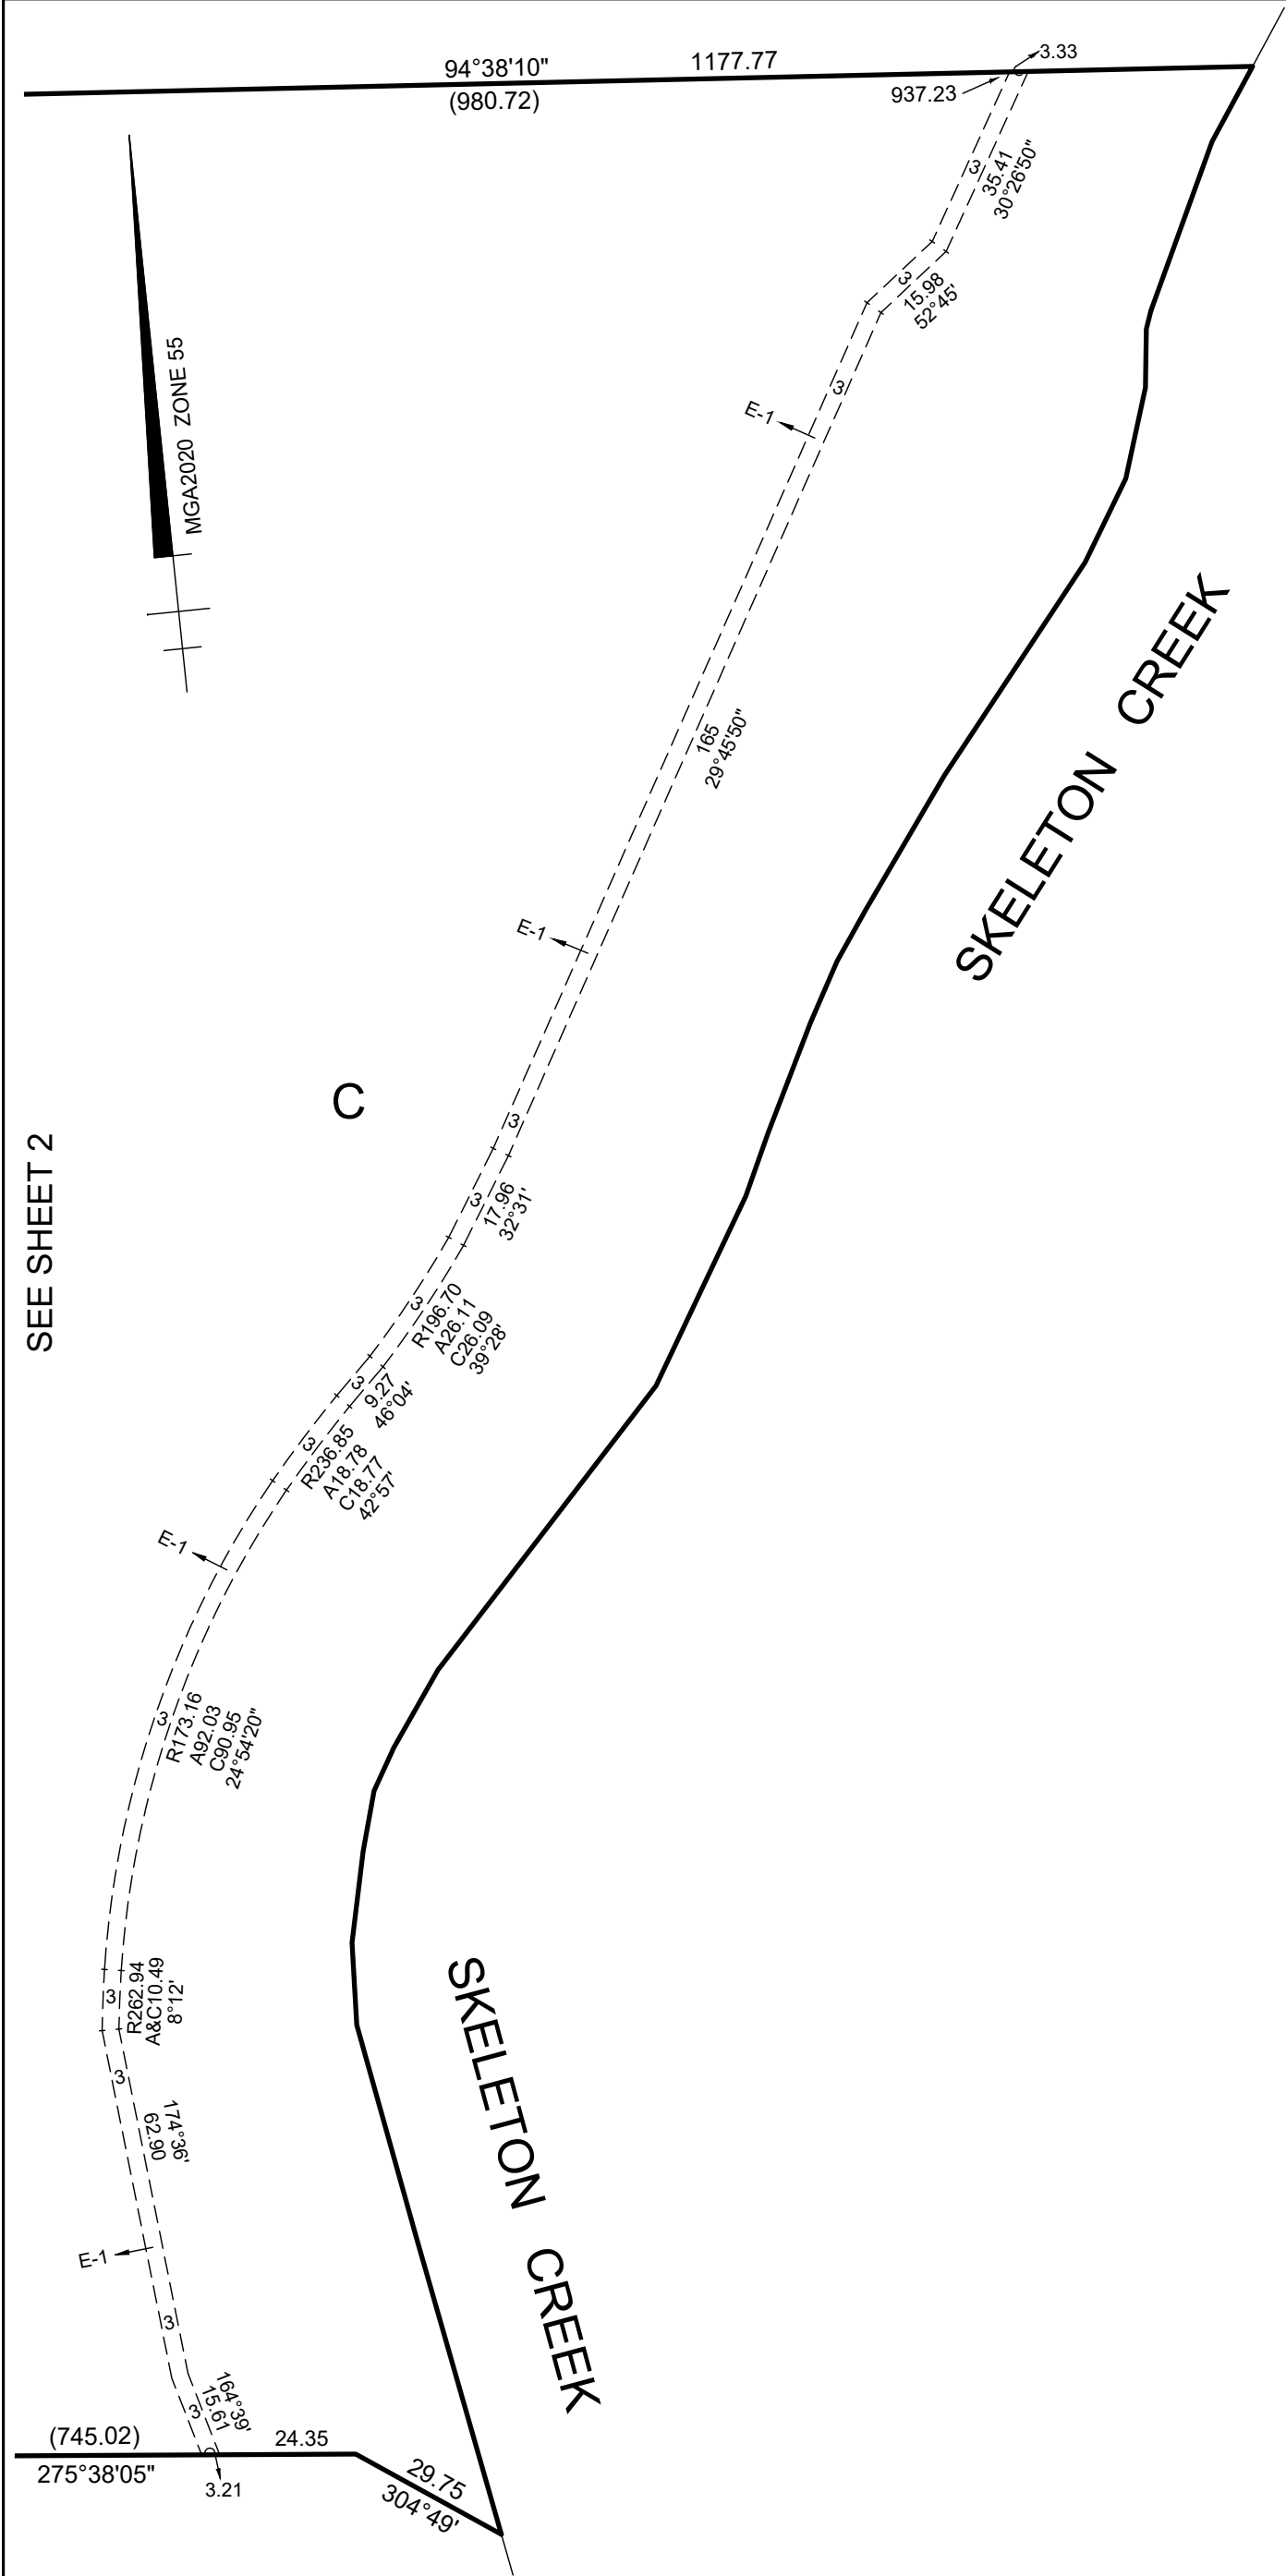 94°38'10"
1177.77
(980.72)
3.33
937.23
3
35.41
30°26'50"
3
15.98
52°45'
3
E-1
MGA2020 ZONE 55
SKELETON CREEK
165
29°45'50"
E-1
C
SEE SHEET 2
3
3
17.96
32°31'
3
R196.70
A26.11
C26.09
39°28'
3
9.27
46°04'
3
R236.85
A18.78
C18.77
42°57'
E-1
3
R173.16
A92.03
C90.95
24°54'20"
3
R262.94
A&C10.49
8°12'
SKELETON CREEK
3
174°36'
62.90
E-1
3
164°39'
15.61
3
(745.02)
275°38'05"
24.35
3.21
29.75
304°49'